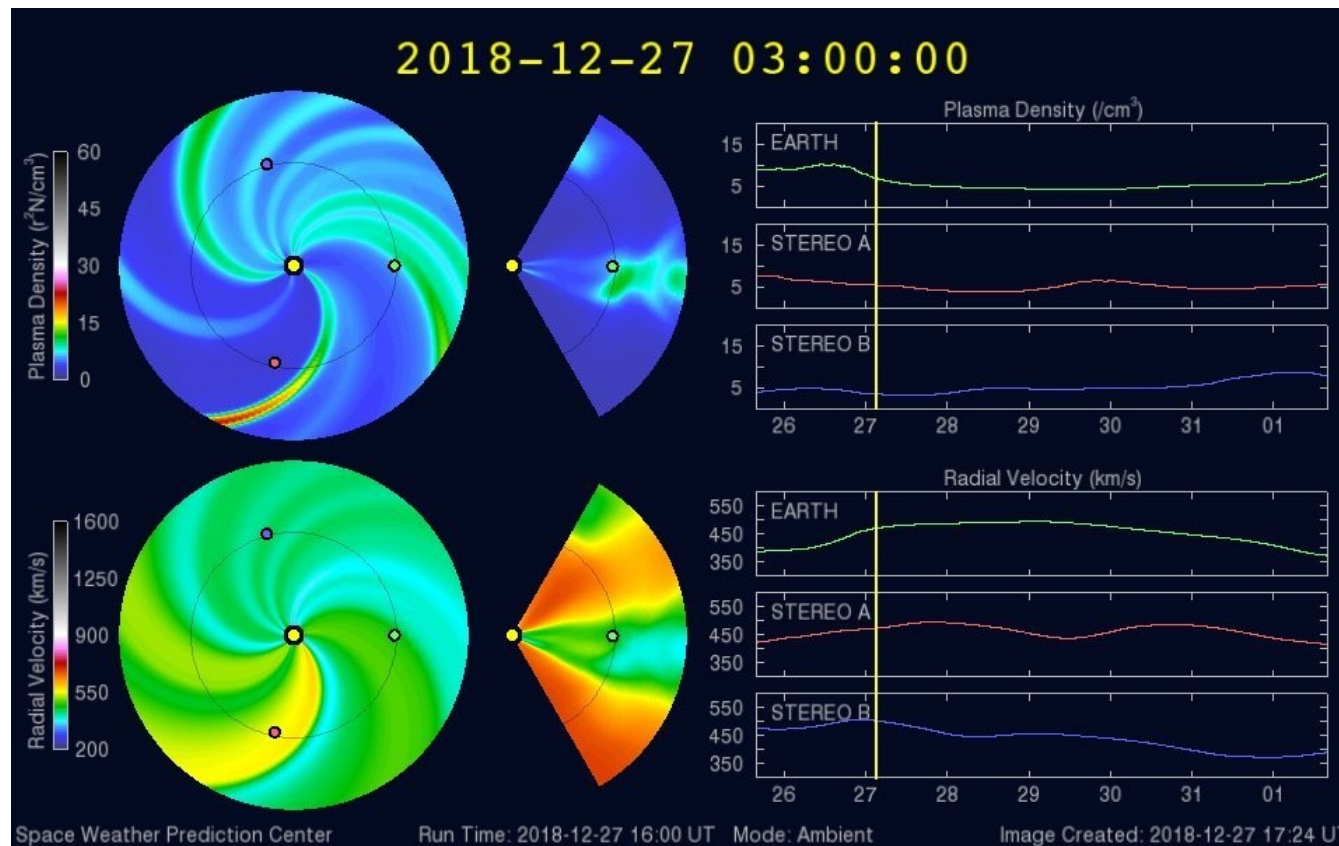 2018-12-27 03:00:00
Plasma Density (r²N/cm³)
60
45
30
15
0
Plasma Density (/cm³)
EARTH
15
5
STEREO A
15
5
STEREO B
15
5
26 27 28 29 30 31 01
Radial Velocity (km/s)
1600
1250
900
550
200
Radial Velocity (km/s)
EARTH
550
450
350
STEREO A
550
450
350
STEREO B
550
450
350
26 27 28 29 30 31 01
Space Weather Prediction Center Run Time: 2018-12-27 16:00 UT Mode: Ambient Image Created: 2018-12-27 17:24 U